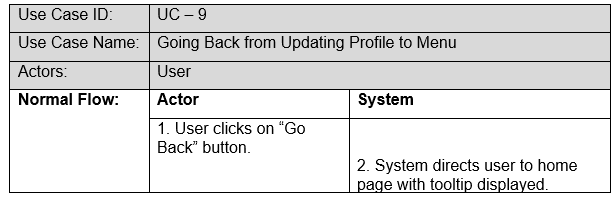 Use Case ID: UC – 9
Use Case Name: Going Back from Updating Profile to Menu
Actors: User
Normal Flow: Actor System
1. User clicks on “Go
Back” button.
2. System directs user to home
page with tooltip displayed.